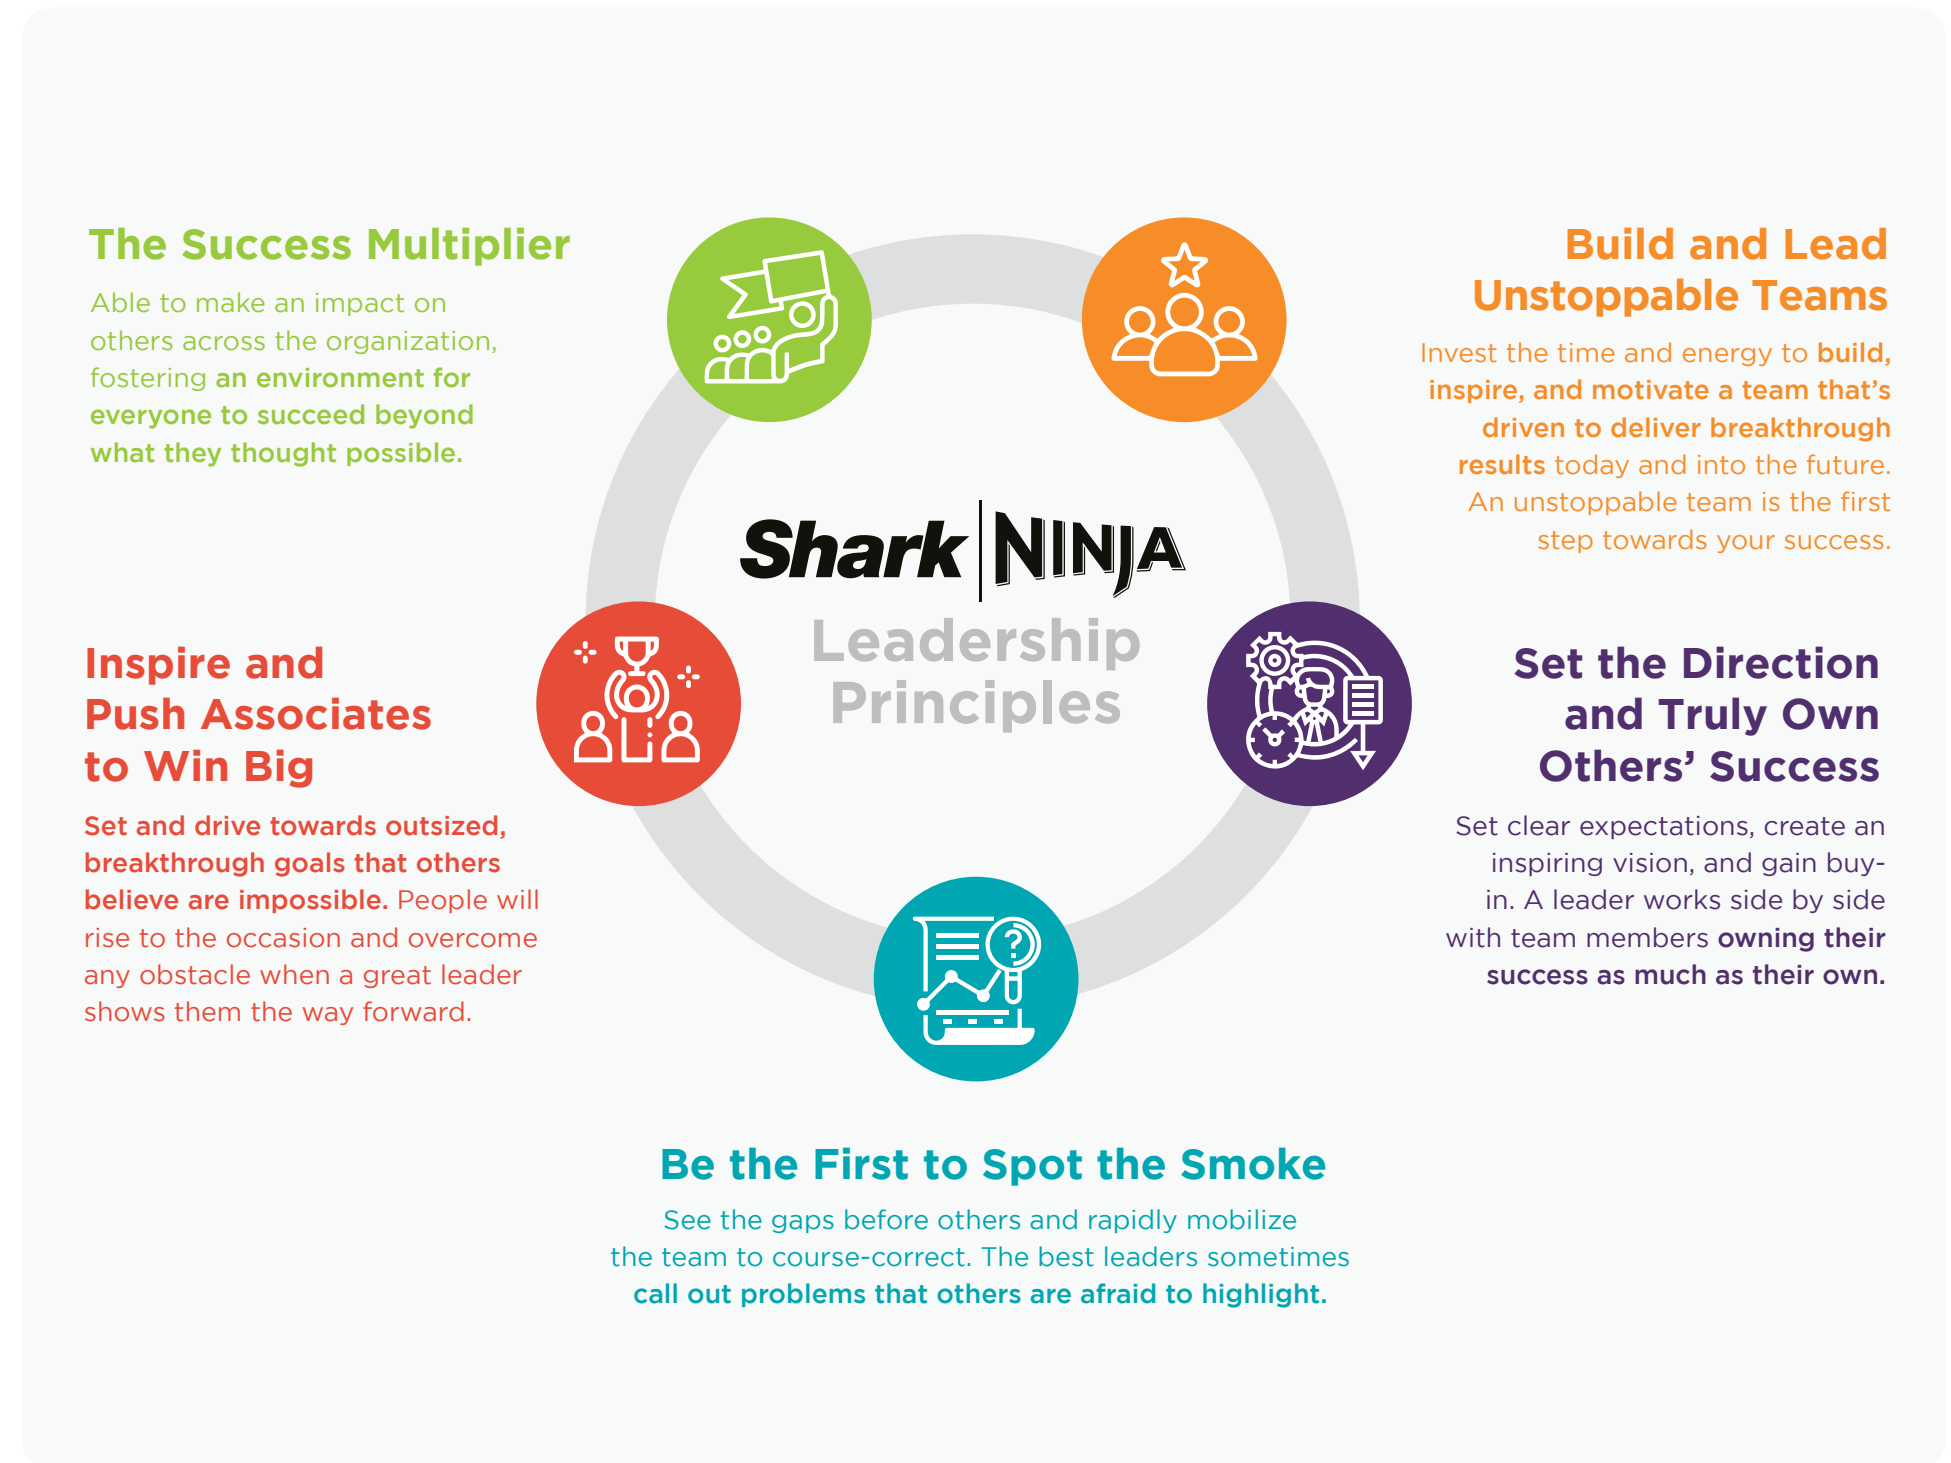 The Success Multiplier
Able to make an impact on
others across the organization,
fostering an environment for
everyone to succeed beyond
what they thought possible.
Build and Lead
Unstoppable Teams
Invest the time and energy to build,
inspire, and motivate a team that's
driven to deliver breakthrough
results today and into the future.
An unstoppable team is the first
step towards your success.
Shark NINJA
Leadership
Principles
Inspire and
Push Associates
to Win Big
Set and drive towards outsized,
breakthrough goals that others
believe are impossible. People will
rise to the occasion and overcome
any obstacle when a great leader
shows them the way forward.
Set the Direction
and Truly Own
Others' Success
Set clear expectations, create an
inspiring vision, and gain buy-
in. A leader works side by side
with team members owning their
success as much as their own.
?
Be the First to Spot the Smoke
See the gaps before others and rapidly mobilize
the team to course-correct. The best leaders sometimes
call out problems that others are afraid to highlight.